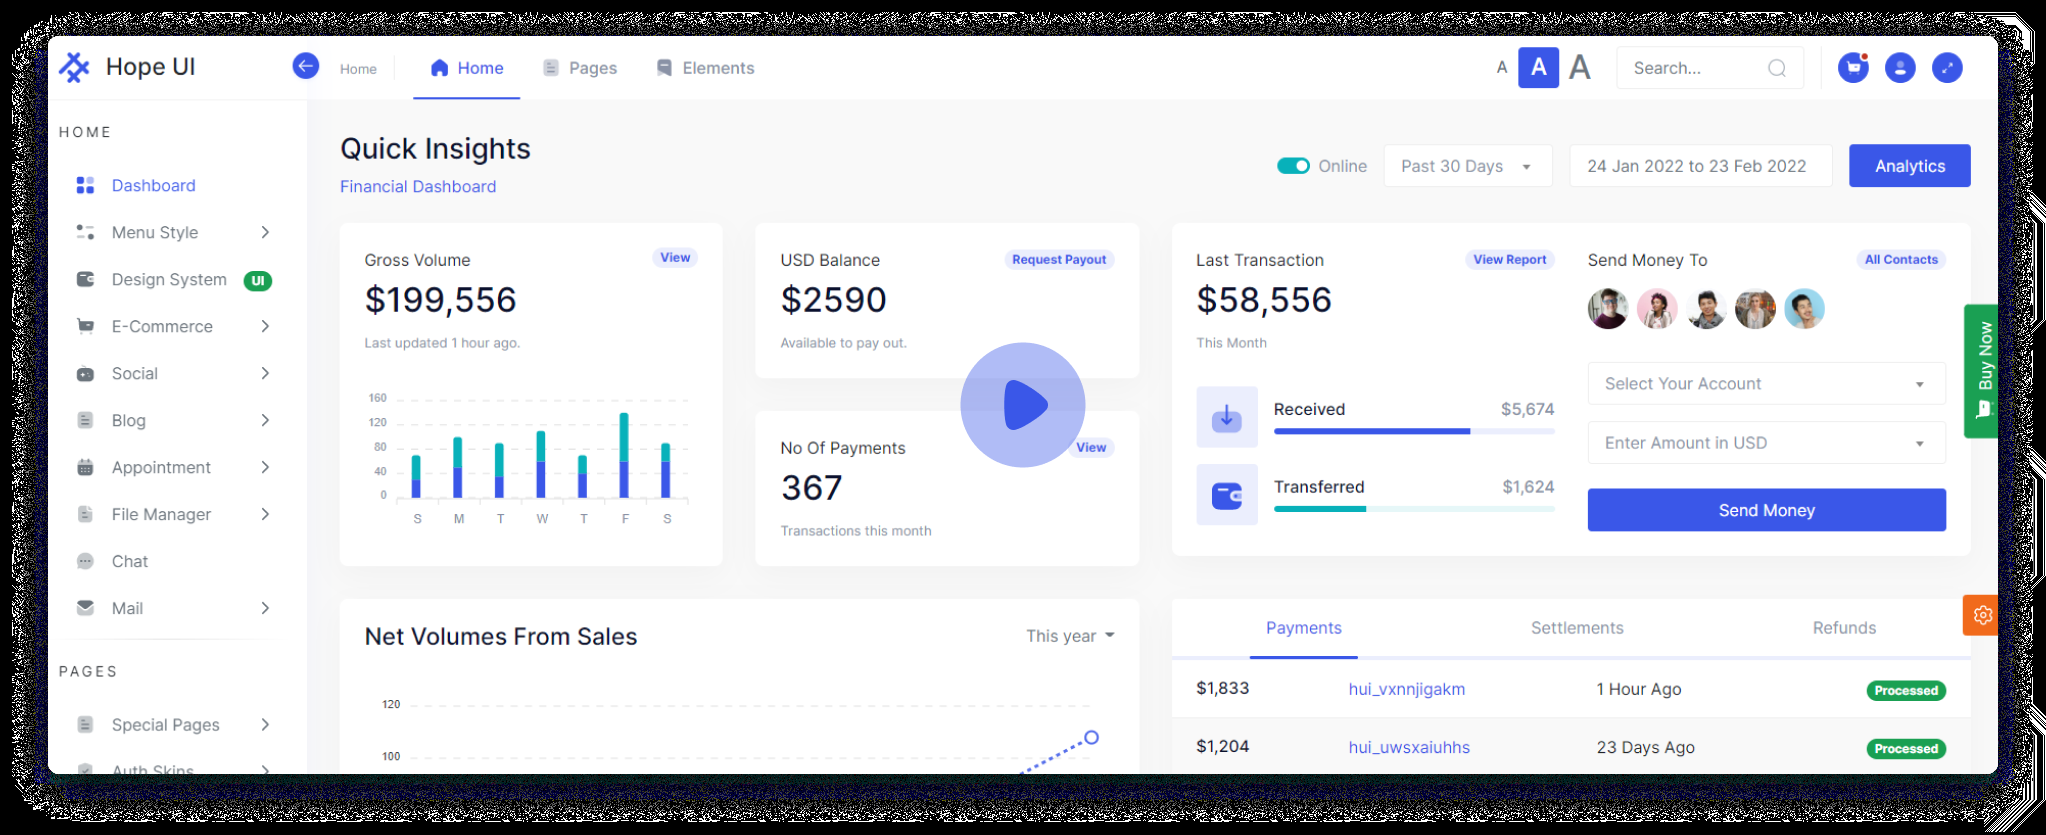 Hope UI
Home
Home
Pages
Elements
A A A
Search...
HOME
Dashboard
Menu Style
Design System UI
E-Commerce
Social
Blog
Appointment
File Manager
Chat
Mail
PAGES
Special Pages
Auth Skins
Quick Insights
Financial Dashboard
Online
Past 30 Days
24 Jan 2022 to 23 Feb 2022
Analytics
Gross Volume
View
$199,556
Last updated 1 hour ago.
160
120
80
40
0
S M T W T F S
USD Balance
Request Payout
$2590
Available to pay out.
No Of Payments
View
367
Transactions this month
Last Transaction
View Report
$58,556
This Month
Received $5,674
Transferred $1,624
Send Money To
All Contacts
Select Your Account
Enter Amount in USD
Send Money
Buy Now
Net Volumes From Sales
This year
120
100
Payments Settlements Refunds
$1,833 hui_vxnnjigakm 1 Hour Ago Processed
$1,204 hui_uwsxaiuhhs 23 Days Ago Processed